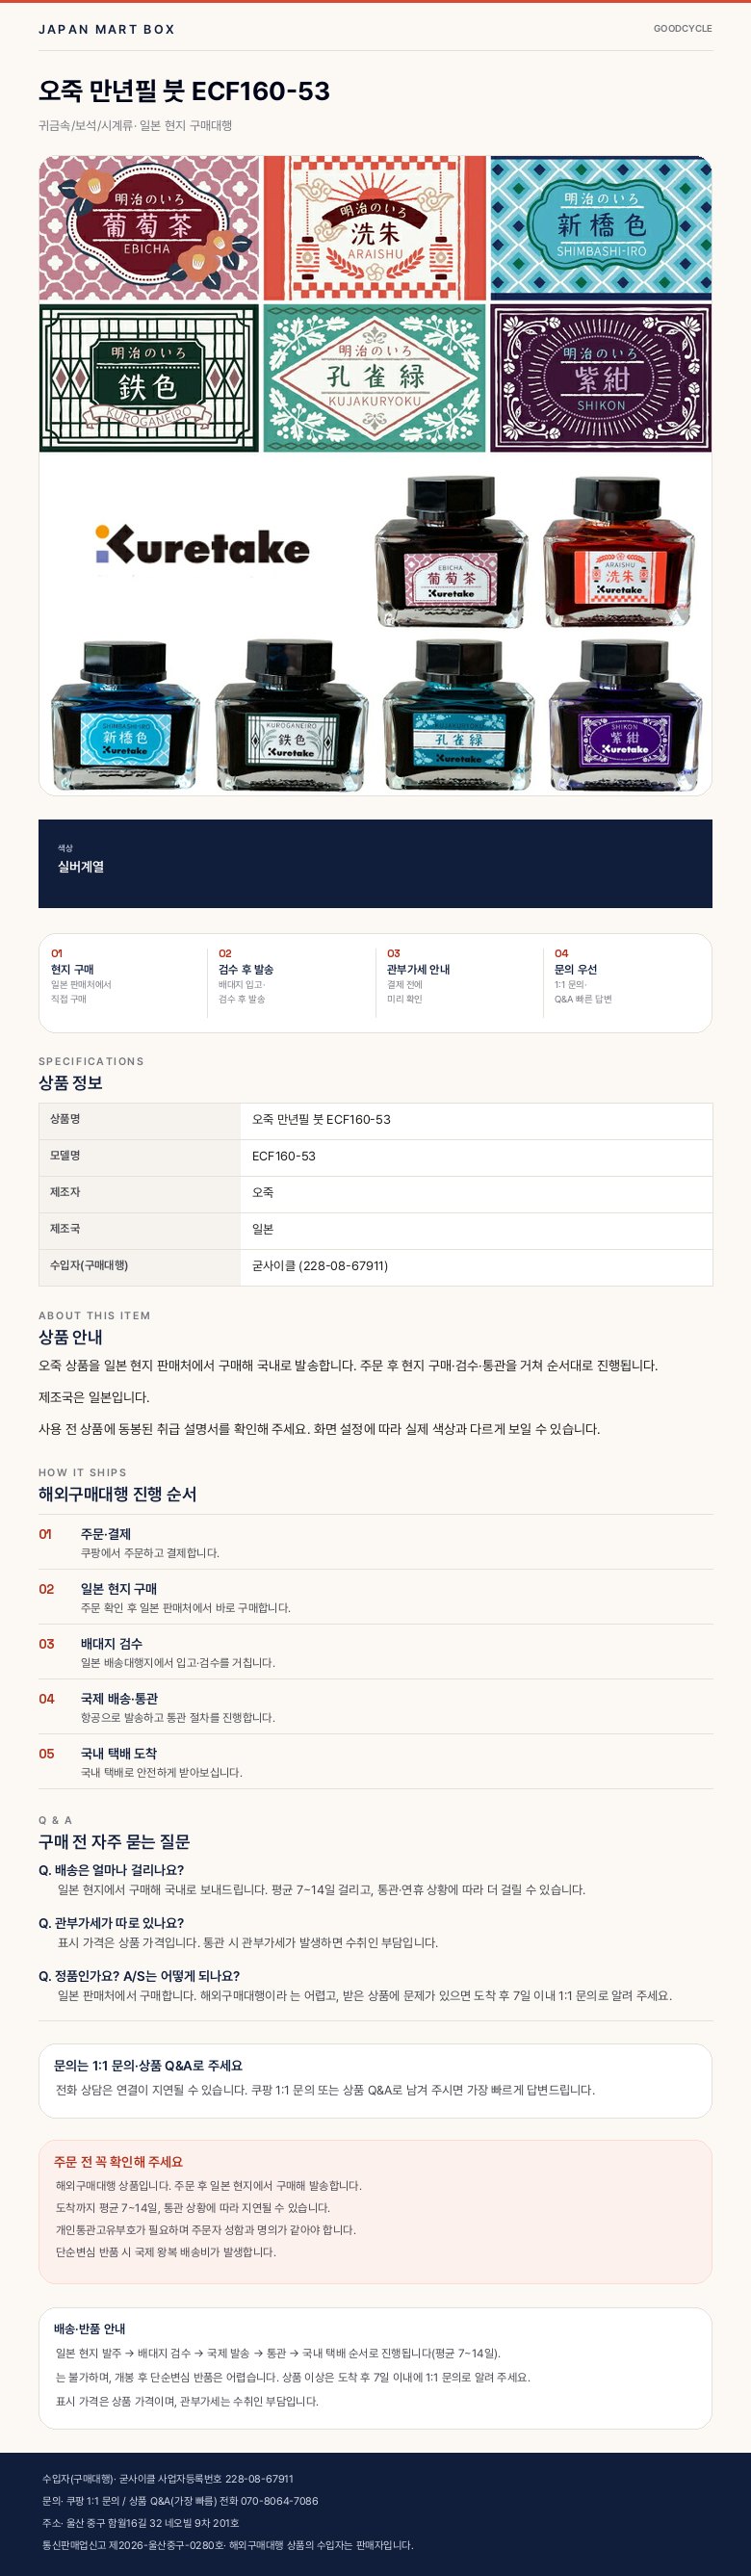 JAPAN MART BOX
GOODCYCLE
오죽 만년필 붓 ECF160-53
귀금속/보석/시계류· 일본 현지 구매대행
明治のいろ
葡萄茶
EBICHA
明治のいろ
洗朱
ARAISHU
明治のいろ
新橋色
SHIMBASHI-IRO
明治のいろ
鉄色
KUROGANEIRO
明治のいろ
孔雀緑
KUJAKURYOKU
明治のいろ
紫紺
SHIKON
Kuretake
EBICHA
葡萄茶
Kuretake
ARAISHU
洗朱
Kuretake
SHIMBASHI-IRO
新橋色
Kuretake
KUROGANEIRO
鉄色
Kuretake
KUJAKURYOKU
孔雀緑
Kuretake
SHIKON
紫紺
Kuretake
색상
실버계열
01
현지 구매
일본 판매처에서
직접 구매
02
검수 후 발송
배대지 입고·
검수 후 발송
03
관부가세 안내
결제 전에
미리 확인
04
문의 우선
1:1 문의·
Q&A 빠른 답변
SPECIFICATIONS
상품 정보
상품명 오죽 만년필 붓 ECF160-53
모델명 ECF160-53
제조자 오죽
제조국 일본
수입자(구매대행) 굳사이클 (228-08-67911)
ABOUT THIS ITEM
상품 안내
오죽 상품을 일본 현지 판매처에서 구매해 국내로 발송합니다. 주문 후 현지 구매·검수·통관을 거쳐 순서대로 진행됩니다.
제조국은 일본입니다.
사용 전 상품에 동봉된 취급 설명서를 확인해 주세요. 화면 설정에 따라 실제 색상과 다르게 보일 수 있습니다.
HOW IT SHIPS
해외구매대행 진행 순서
01 주문·결제
쿠팡에서 주문하고 결제합니다.
02 일본 현지 구매
주문 확인 후 일본 판매처에서 바로 구매합니다.
03 배대지 검수
일본 배송대행지에서 입고·검수를 거칩니다.
04 국제 배송·통관
항공으로 발송하고 통관 절차를 진행합니다.
05 국내 택배 도착
국내 택배로 안전하게 받아보십니다.
Q & A
구매 전 자주 묻는 질문
Q. 배송은 얼마나 걸리나요?
일본 현지에서 구매해 국내로 보내드립니다. 평균 7~14일 걸리고, 통관·연휴 상황에 따라 더 걸릴 수 있습니다.
Q. 관부가세가 따로 있나요?
표시 가격은 상품 가격입니다. 통관 시 관부가세가 발생하면 수취인 부담입니다.
Q. 정품인가요? A/S는 어떻게 되나요?
일본 판매처에서 구매합니다. 해외구매대행이라 는 어렵고, 받은 상품에 문제가 있으면 도착 후 7일 이내 1:1 문의로 알려 주세요.
문의는 1:1 문의·상품 Q&A로 주세요
전화 상담은 연결이 지연될 수 있습니다. 쿠팡 1:1 문의 또는 상품 Q&A로 남겨 주시면 가장 빠르게 답변드립니다.
주문 전 꼭 확인해 주세요
해외구매대행 상품입니다. 주문 후 일본 현지에서 구매해 발송합니다.
도착까지 평균 7~14일, 통관 상황에 따라 지연될 수 있습니다.
개인통관고유부호가 필요하며 주문자 성함과 명의가 같아야 합니다.
단순변심 반품 시 국제 왕복 배송비가 발생합니다.
배송·반품 안내
일본 현지 발주 → 배대지 검수 → 국제 발송 → 통관 → 국내 택배 순서로 진행됩니다(평균 7~14일).
는 불가하며, 개봉 후 단순변심 반품은 어렵습니다. 상품 이상은 도착 후 7일 이내에 1:1 문의로 알려 주세요.
표시 가격은 상품 가격이며, 관부가세는 수취인 부담입니다.
수입자(구매대행)· 굳사이클 사업자등록번호 228-08-67911
문의· 쿠팡 1:1 문의 / 상품 Q&A(가장 빠름) 전화 070-8064-7086
주소· 울산 중구 함월16길 32 네오빌 9차 201호
통신판매업신고 제2026-울산중구-0280호· 해외구매대행 상품의 수입자는 판매자입니다.